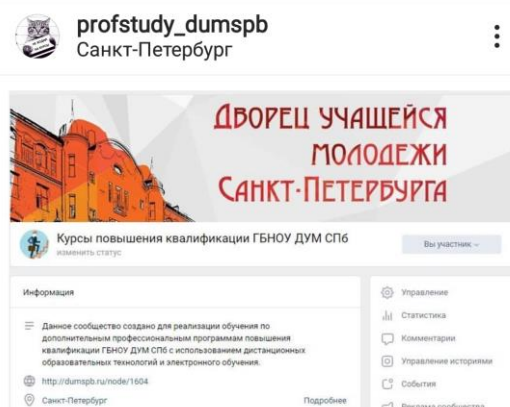 profstudy_dumspb
Санкт-Петербург
ДВОРЕЦ УЧАЩЕЙСЯ
МОЛОДЕЖИ
САНКТ-ПЕТЕРБУРГА
Курсы повышения квалификации ГБНОУ ДУМ СПб
изменить статус
Вы участник
Информация
Данное сообщество создано для реализации обучения по
дополнительным профессиональным программам повышения
квалификации ГБНОУ ДУМ СПб с использованием дистанционных
образовательных технологий и электронного обучения.
http://dumspb.ru/node/1604
Санкт-Петербург
Подробнее
Управление
Статистика
Комментарии
Управление историями
События
Реклама сообщества